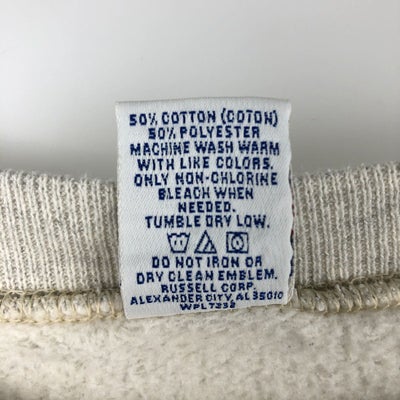 50% COTTON (COTON)
50% POLYESTER
MACHINE WASH WARM
WITH LIKE COLORS.
ONLY NON-CHLORINE
BLEACH WHEN
NEEDED.
TUMBLE DRY LOW.
DO NOT IRON OR
DRY CLEAN EMBLEM.
RUSSELL CORP.
ALEXANDER CITY, AL 35010
WPL7238